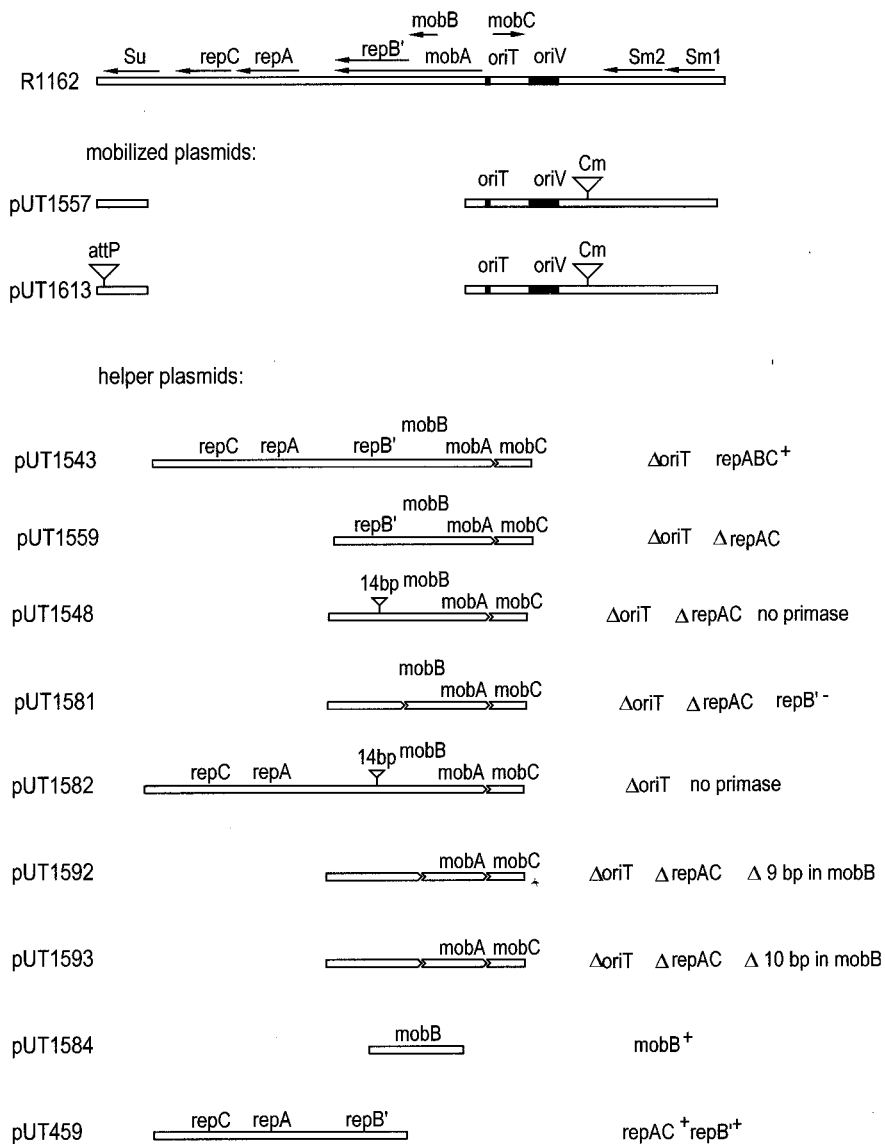 mobB mobC
Su repC repA repB' mobA oriT oriV Sm2 Sm1
R1162
mobilized plasmids:
oriT oriV Cm
pUT1557
attP oriT oriV Cm
pUT1613
helper plasmids:
mobB
repC repA repB' mobA mobC
pUT1543 ΔoriT repABC+
mobB
repB' mobA mobC
pUT1559 ΔoriT ΔrepAC
14bp mobB
mobA mobC
pUT1548 ΔoriT ΔrepAC no primase
mobB
mobA mobC
pUT1581 ΔoriT ΔrepAC repB'-
14bp mobB
repC repA mobA mobC
pUT1582 ΔoriT no primase
mobA mobC
pUT1592 ΔoriT ΔrepAC Δ 9 bp in mobB
mobA mobC
pUT1593 ΔoriT ΔrepAC Δ 10 bp in mobB
mobB
pUT1584 mobB+
repC repA repB'
pUT459 repAC+repB'+